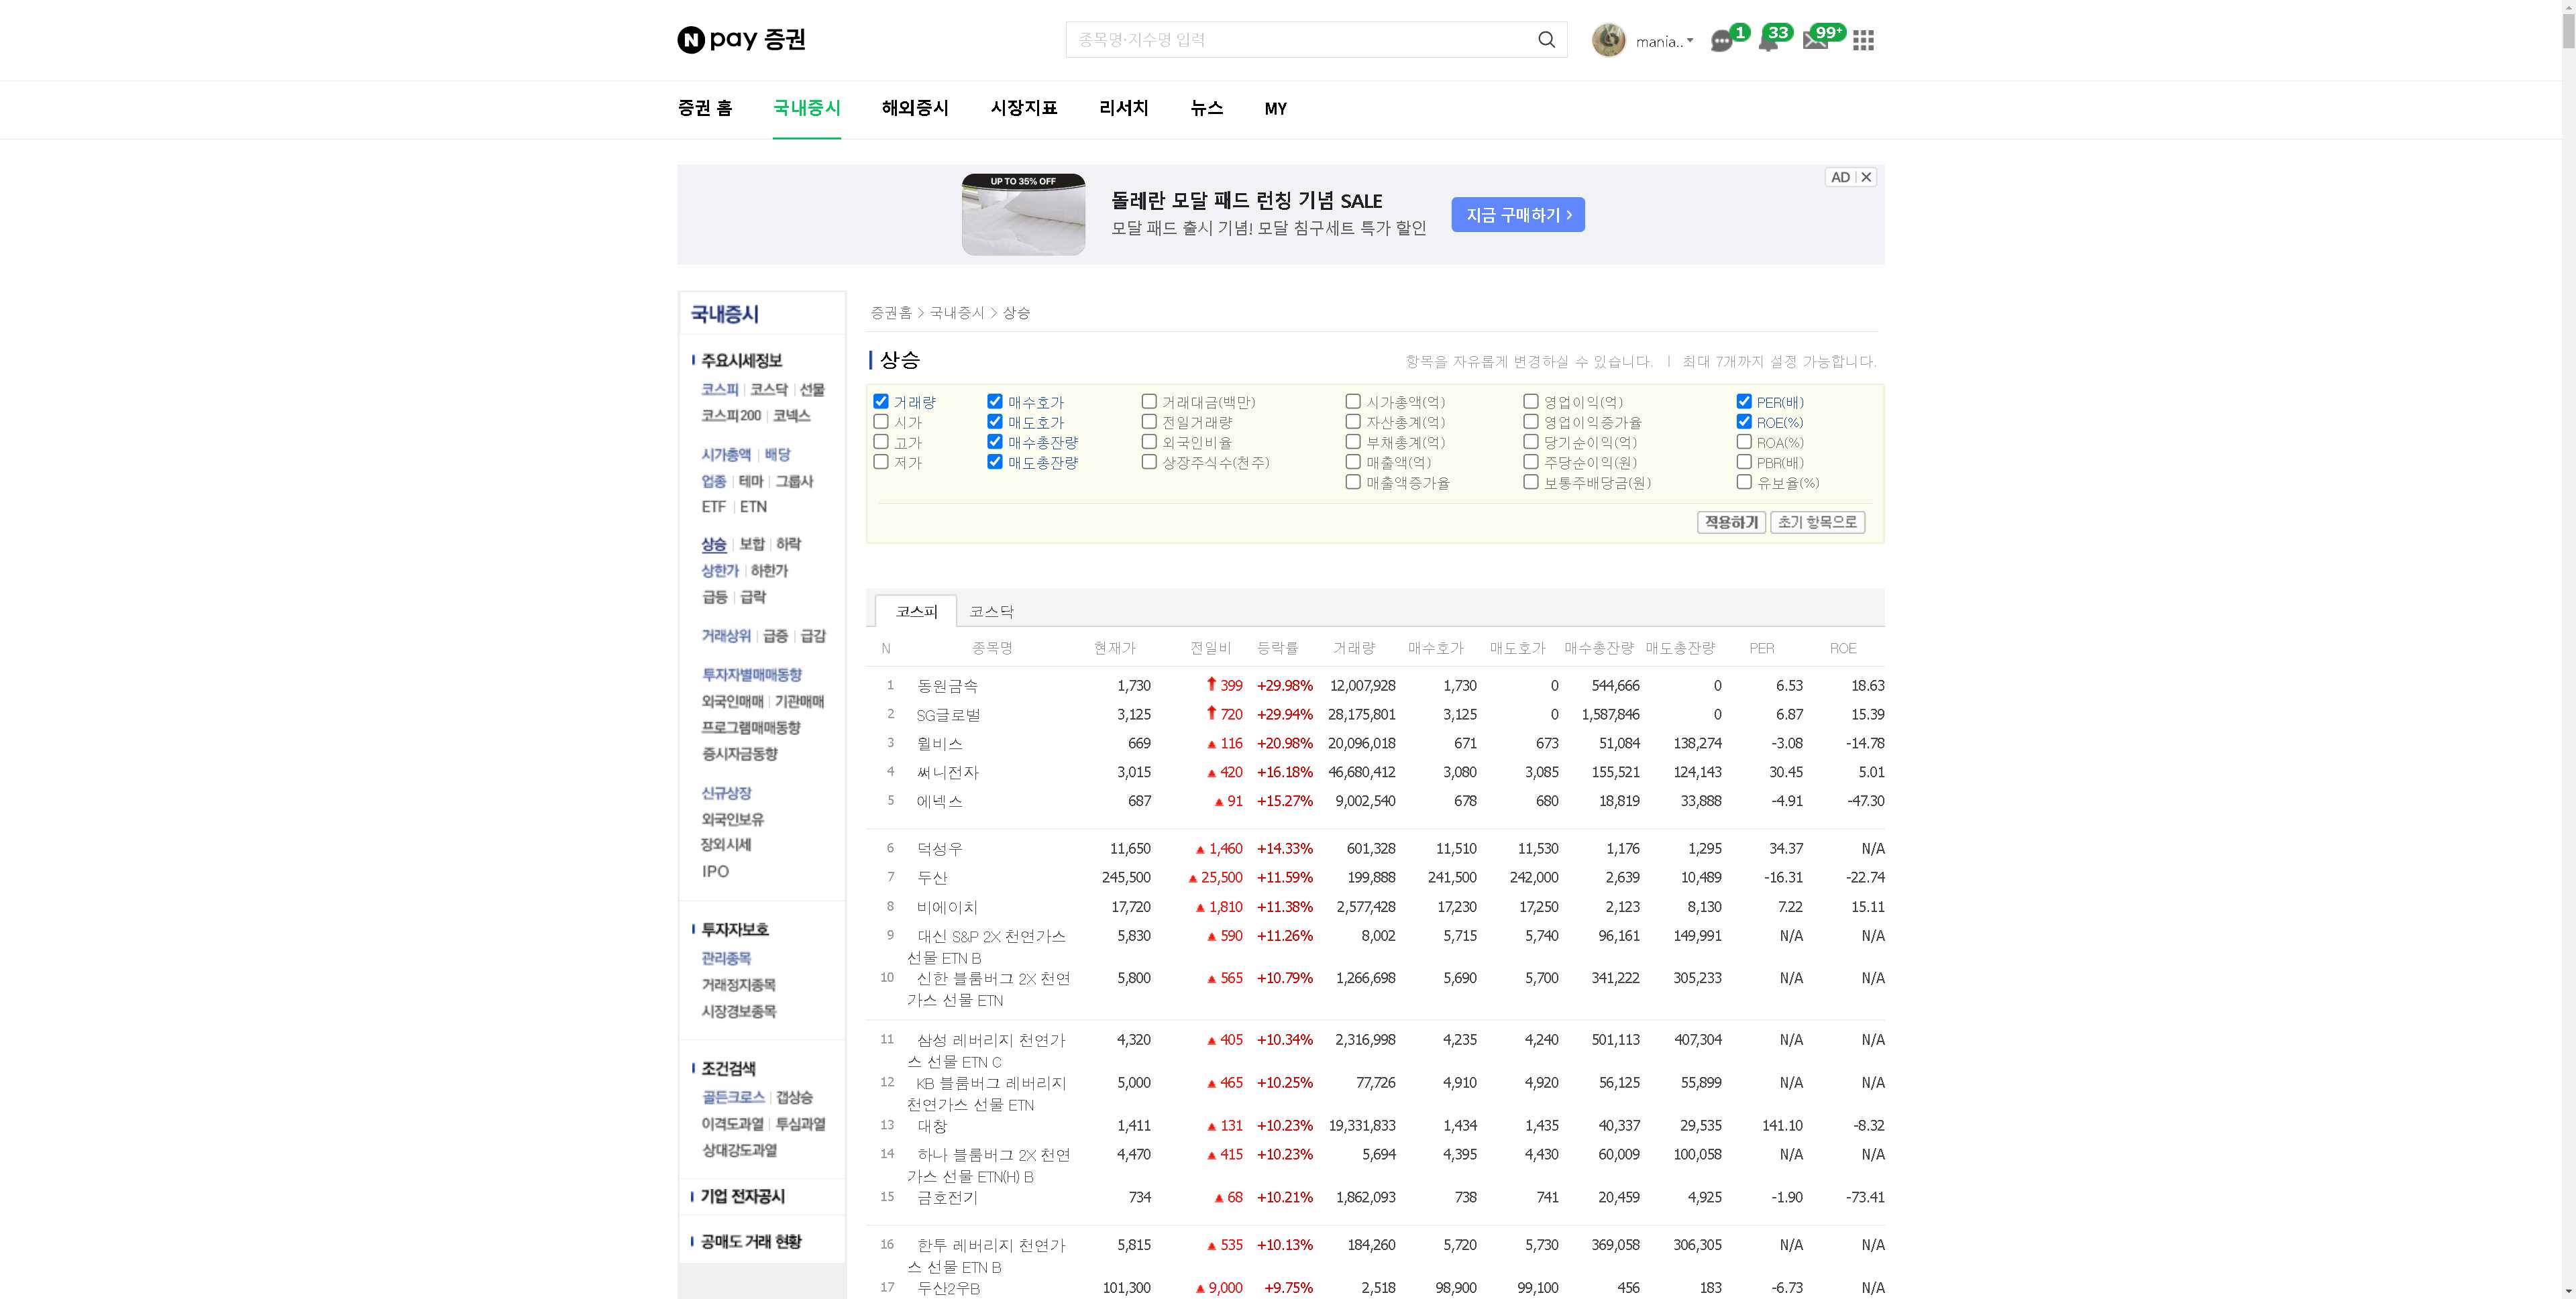 N pay 증권
종목명·지수명 입력
mania..
1
33
99+
증권 홈 국내증시 해외증시 시장지표 리서치 뉴스 MY
UP TO 35% OFF
돌레란 모달 패드 런칭 기념 SALE
모달 패드 출시 기념! 모달 침구세트 특가 할인
지금 구매하기 >
AD
국내증시
주요시세정보
코스피 | 코스닥 | 선물
코스피200 | 코넥스
시가총액 | 배당
업종 | 테마 | 그룹사
ETF | ETN
상승 | 보합 | 하락
상한가 | 하한가
급등 | 급락
거래상위 | 급증 | 급감
투자자별매매동향
외국인매매 | 기관매매
프로그램매매동향
증시자금동향
신규상장
외국인보유
장외시세
IPO
투자자보호
관리종목
거래정지종목
시장경보종목
조건검색
골든크로스 | 갭상승
이격도과열 | 투심과열
상대강도과열
기업 전자공시
공매도 거래 현황
증권홈 > 국내증시 > 상승
상승
항목을 자유롭게 변경하실 수 있습니다. | 최대 7개까지 설정 가능합니다.
거래량 매수호가 거래대금(백만) 시가총액(억) 영업이익(억) PER(배)
시가 매도호가 전일거래량 자산총계(억) 영업이익증가율 ROE(%)
고가 매수총잔량 외국인비율 부채총계(억) 당기순이익(억) ROA(%)
저가 매도총잔량 상장주식수(천주) 매출액(억) 주당순이익(원) PBR(배)
매출액증가율 보통주배당금(원) 유보율(%)
적용하기 초기 항목으로
코스피 코스닥
N 종목명 현재가 전일비 등락률 거래량 매수호가 매도호가 매수총잔량 매도총잔량 PER ROE
1 동원금속 1,730 399 +29.98% 12,007,928 1,730 0 544,666 0 6.53 18.63
2 SG글로벌 3,125 720 +29.94% 28,175,801 3,125 0 1,587,846 0 6.87 15.39
3 윌비스 669 116 +20.98% 20,096,018 671 673 51,084 138,274 -3.08 -14.78
4 써니전자 3,015 420 +16.18% 46,680,412 3,080 3,085 155,521 124,143 30.45 5.01
5 에넥스 687 91 +15.27% 9,002,540 678 680 18,819 33,888 -4.91 -47.30
6 덕성우 11,650 1,460 +14.33% 601,328 11,510 11,530 1,176 1,295 34.37 N/A
7 두산 245,500 25,500 +11.59% 199,888 241,500 242,000 2,639 10,489 -16.31 -22.74
8 비에이치 17,720 1,810 +11.38% 2,577,428 17,230 17,250 2,123 8,130 7.22 15.11
9 대신 S&P 2X 천연가스 5,830 590 +11.26% 8,002 5,715 5,740 96,161 149,991 N/A N/A
선물 ETN B
10 신한 블룸버그 2X 천연 5,800 565 +10.79% 1,266,698 5,690 5,700 341,222 305,233 N/A N/A
가스 선물 ETN
11 삼성 레버리지 천연가 4,320 405 +10.34% 2,316,998 4,235 4,240 501,113 407,304 N/A N/A
스 선물 ETN C
12 KB 블룸버그 레버리지 5,000 465 +10.25% 77,726 4,910 4,920 56,125 55,899 N/A N/A
천연가스 선물 ETN
13 대창 1,411 131 +10.23% 19,331,833 1,434 1,435 40,337 29,535 141.10 -8.32
14 하나 블룸버그 2X 천연 4,470 415 +10.23% 5,694 4,395 4,430 60,009 100,058 N/A N/A
가스 선물 ETN(H) B
15 금호전기 734 68 +10.21% 1,862,093 738 741 20,459 4,925 -1.90 -73.41
16 한투 레버리지 천연가 5,815 535 +10.13% 184,260 5,720 5,730 369,058 306,305 N/A N/A
스 선물 ETN B
17 두산2우B 101,300 9,000 +9.75% 2,518 98,900 99,100 456 183 -6.73 N/A